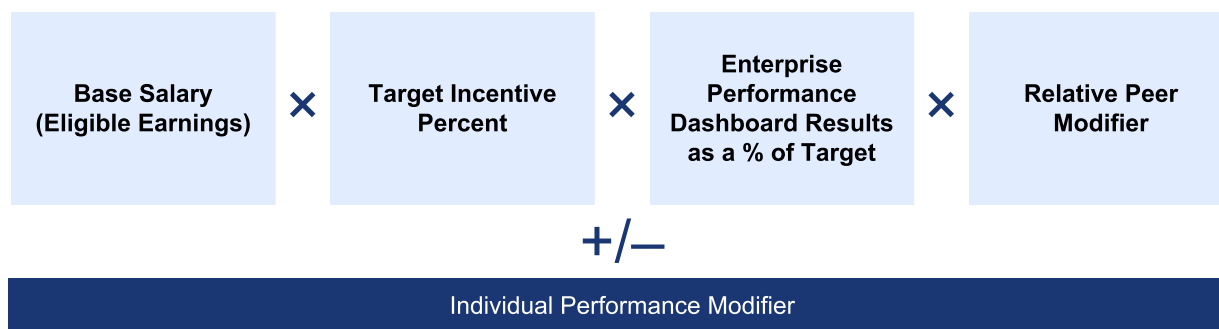 Base Salary
(Eligible Earnings)
×
Target Incentive
Percent
×
Enterprise
Performance
Dashboard Results
as a % of Target
×
Relative Peer
Modifier
+/–
Individual Performance Modifier